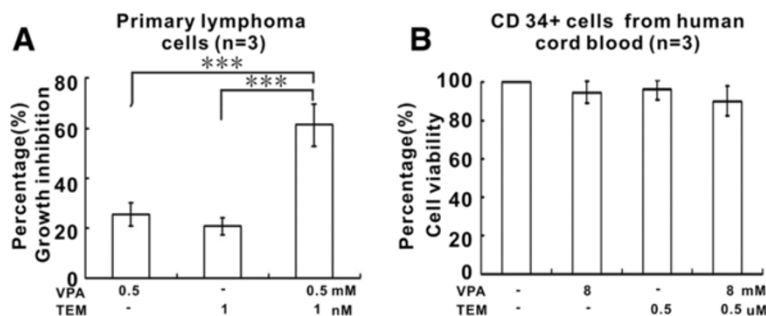 A
Primary lymphoma
cells (n=3)
Percentage(%)
Growth inhibition
80
60
40
20
0
***
***
VPA 0.5 - 0.5 mM
TEM - 1 1 nM
B
CD 34+ cells from human
cord blood (n=3)
Percentage(%)
Cell viability
100
80
60
40
20
0
VPA - 8 - 8 mM
TEM - - 0.5 0.5 uM